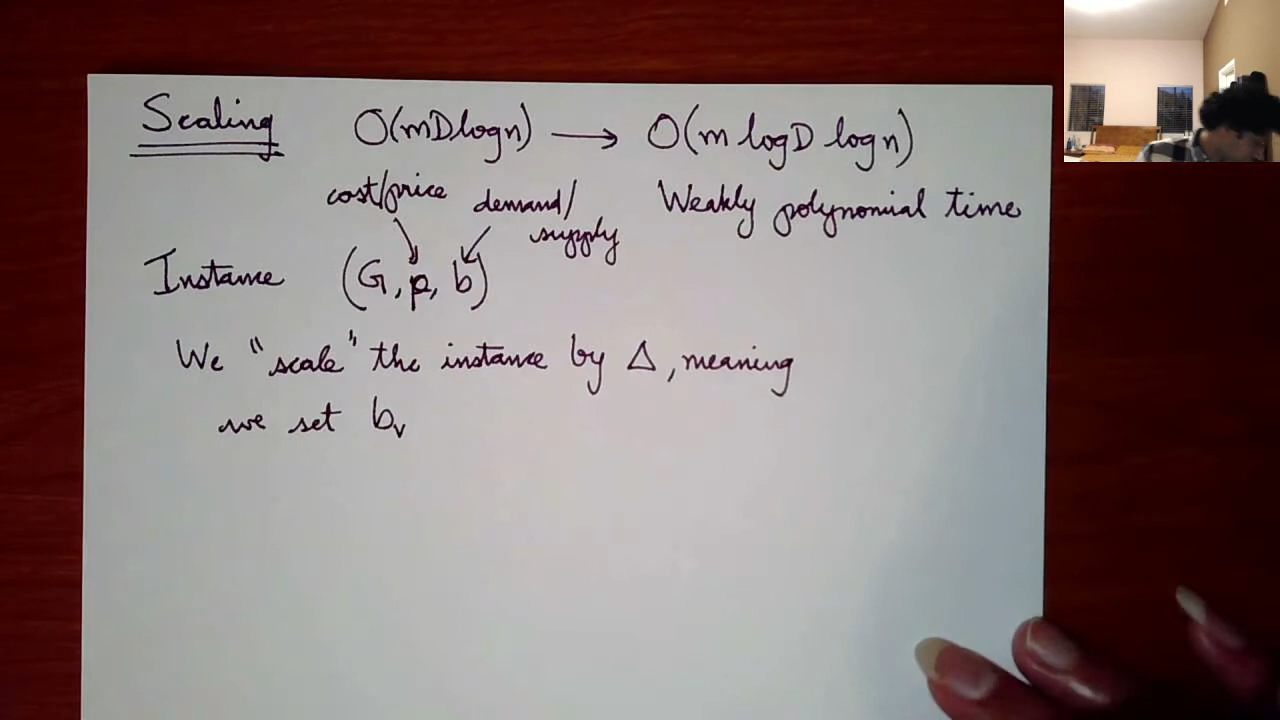 Scaling O(mDlogn) → O(m logD logn)
cost/price demand/ Weakly polynomial time
supply
Instance (G, p, b)
We "scale" the instance by Δ, meaning
we set b_v